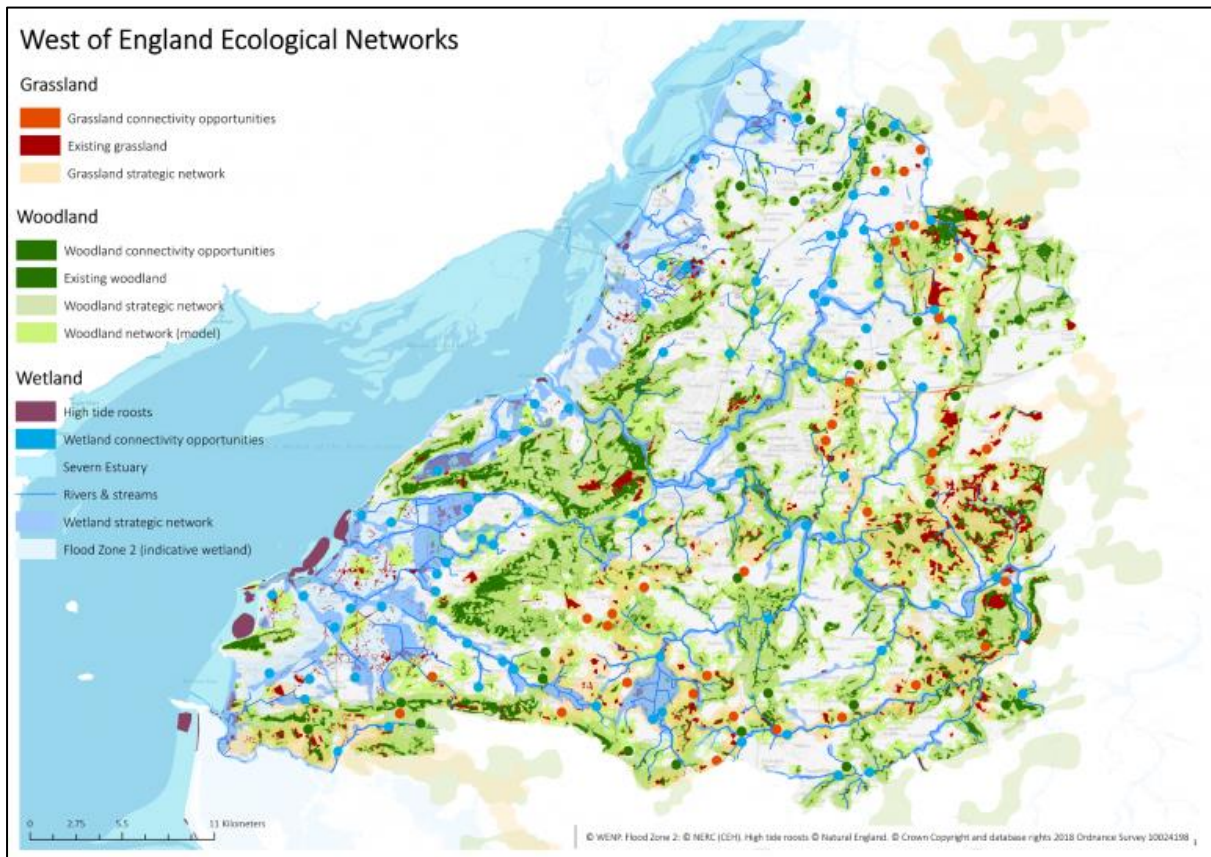 West of England Ecological Networks
Grassland
Grassland connectivity opportunities
Existing grassland
Grassland strategic network
Woodland
Woodland connectivity opportunities
Existing woodland
Woodland strategic network
Woodland network (model)
Wetland
High tide roosts
Wetland connectivity opportunities
Severn Estuary
Rivers & streams
Wetland strategic network
Flood Zone 2 (indicative wetland)
0 2.75 5.5 11 Kilometers
© WENP. Flood Zone 2: © NERC (CEH). High tide roosts © Natural England. © Crown Copyright and database rights 2018 Ordnance Survey 10024198 1